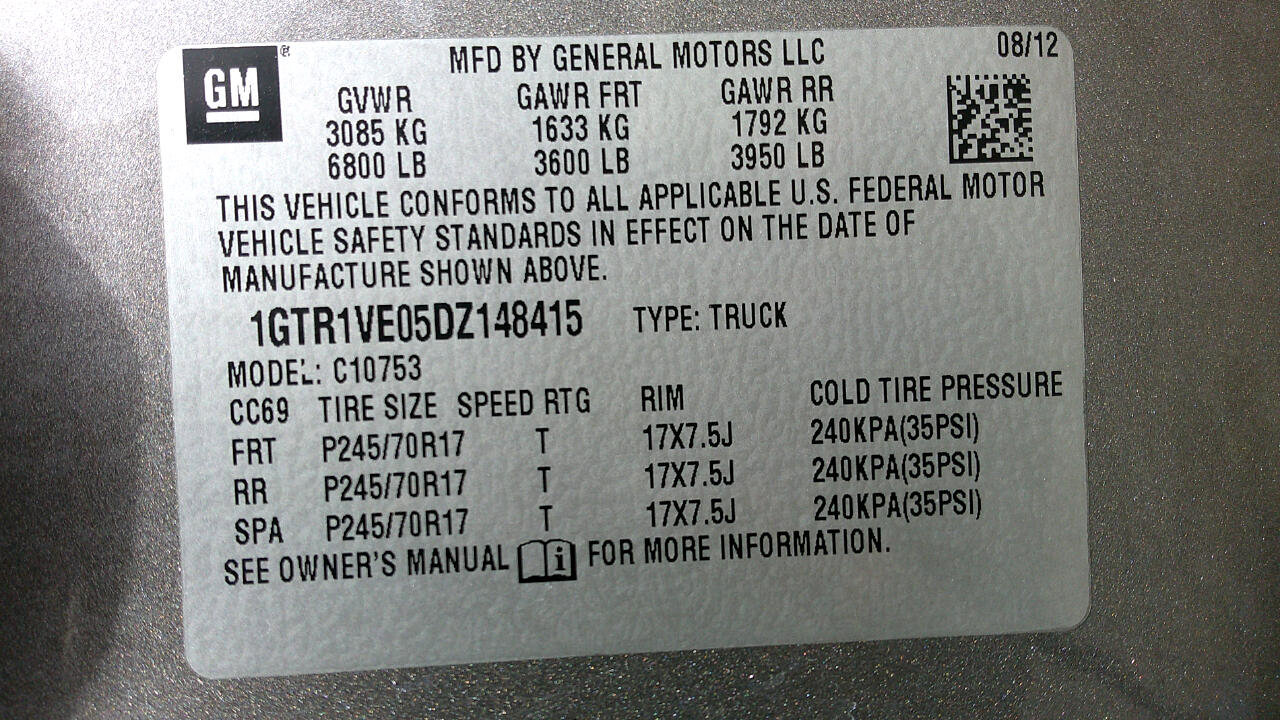 GM®
MFD BY GENERAL MOTORS LLC 08/12
GVWR GAWR FRT GAWR RR
3085 KG 1633 KG 1792 KG
6800 LB 3600 LB 3950 LB
THIS VEHICLE CONFORMS TO ALL APPLICABLE U.S. FEDERAL MOTOR
VEHICLE SAFETY STANDARDS IN EFFECT ON THE DATE OF
MANUFACTURE SHOWN ABOVE.
1GTR1VE05DZ148415 TYPE: TRUCK
MODEL: C10753
CC69 TIRE SIZE SPEED RTG RIM COLD TIRE PRESSURE
FRT P245/70R17 T 17X7.5J 240KPA(35PSI)
RR P245/70R17 T 17X7.5J 240KPA(35PSI)
SPA P245/70R17 T 17X7.5J 240KPA(35PSI)
SEE OWNER'S MANUAL i FOR MORE INFORMATION.